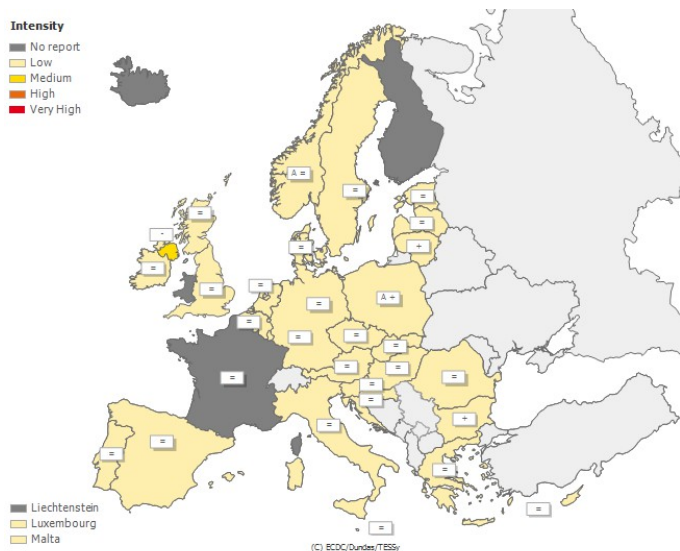 Intensity
No report
Low
Medium
High
Very High
A =
=
=
=
=
-
+
=
=
=
=
=
A +
=
=
=
=
=
=
=
=
=
=
=
+
=
=
=
=
=
Liechtenstein
Luxembourg
Malta
(C) ECDC/Dundas/TESSy